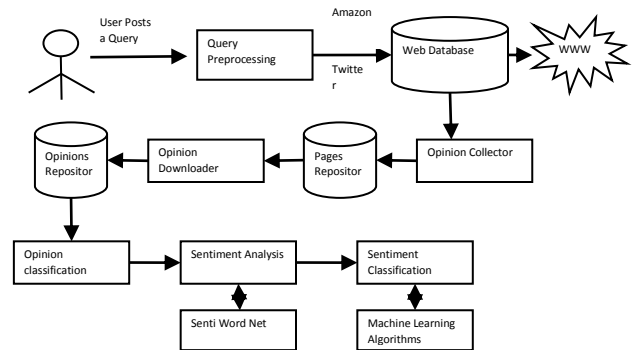 User Posts
a Query
Query
Preprocessing
Amazon
Twitte
r
Web Database
WWW
Opinions
Repositor
Opinion
Downloader
Pages
Repositor
Opinion Collector
Opinion
classification
Sentiment Analysis
Sentiment
Classification
Senti Word Net
Machine Learning
Algorithms